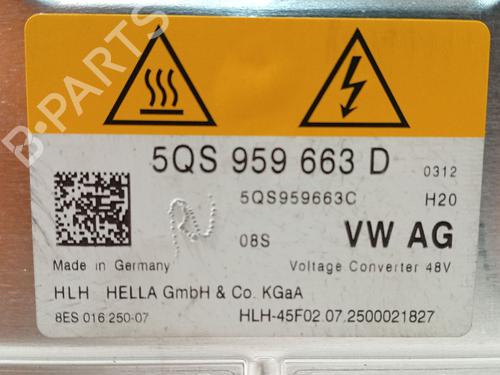 5QS 959 663 D 0312
5QS959663C H20
08S VW AG
Made in Germany Voltage Converter 48V
HLH HELLA GmbH & Co. KGaA
8ES 016 250-07 HLH-45F02 07.2500021827
B-PARTS